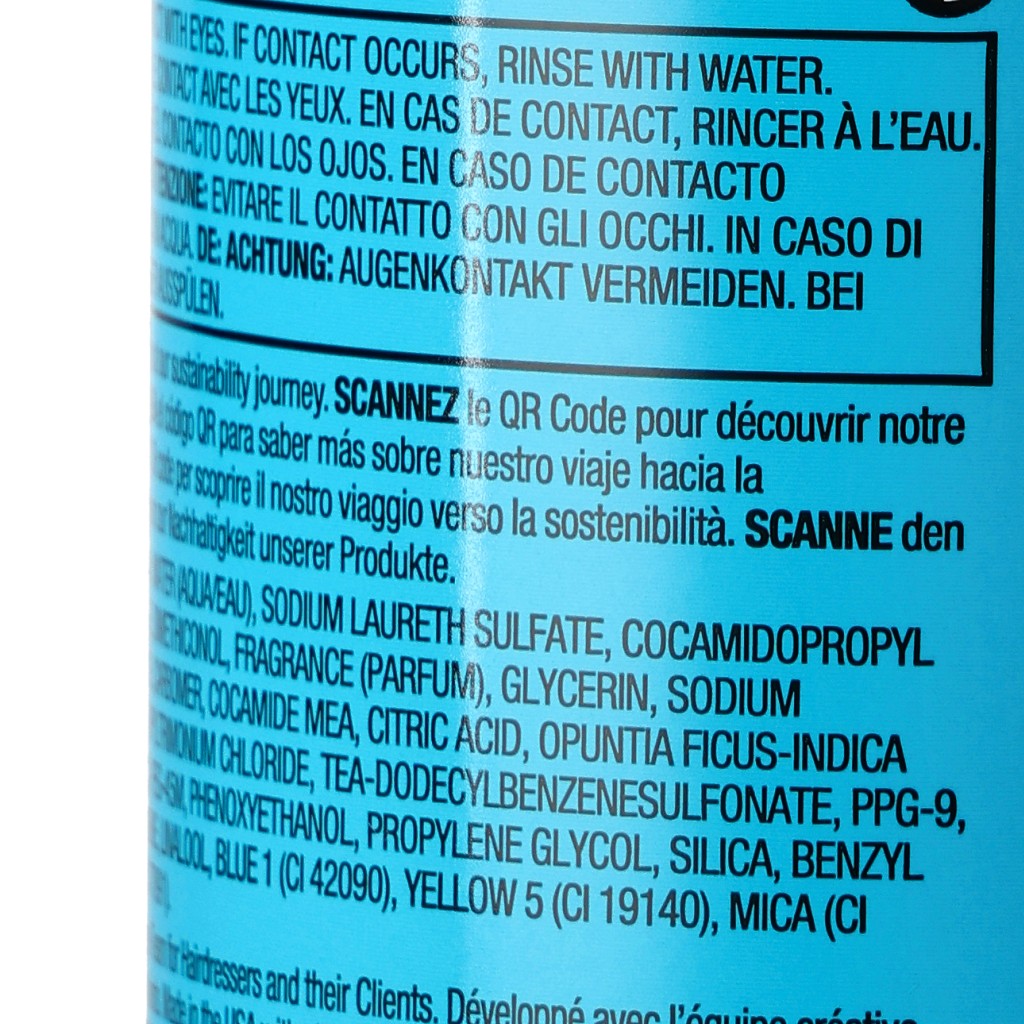 WITH EYES. IF CONTACT OCCURS, RINSE WITH WATER.
CONTACT AVEC LES YEUX. EN CAS DE CONTACT, RINCER À L'EAU.
CONTACTO CON LOS OJOS. EN CASO DE CONTACTO
EVITARE IL CONTATTO CON GLI OCCHI. IN CASO DI
ACQUA. DE: ACHTUNG: AUGENKONTAKT VERMEIDEN. BEI
sustainability journey. SCANNEZ le QR Code pour découvrir notre
código QR para saber más sobre nuestro viaje hacia la
per scoprire il nostro viaggio verso la sostenibilità. SCANNE den
Nachhaltigkeit unserer Produkte.
(AQUA/EAU), SODIUM LAURETH SULFATE, COCAMIDOPROPYL
FRAGRANCE (PARFUM), GLYCERIN, SODIUM
COCAMIDE MEA, CITRIC ACID, OPUNTIA FICUS-INDICA
CHLORIDE, TEA-DODECYLBENZENESULFONATE, PPG-9,
PHENOXYETHANOL, PROPYLENE GLYCOL, SILICA, BENZYL
LINALOOL, BLUE 1 (CI 42090), YELLOW 5 (CI 19140), MICA (CI
for Hairdressers and their Clients. Développé avec l'équipe créative
Made in the USA